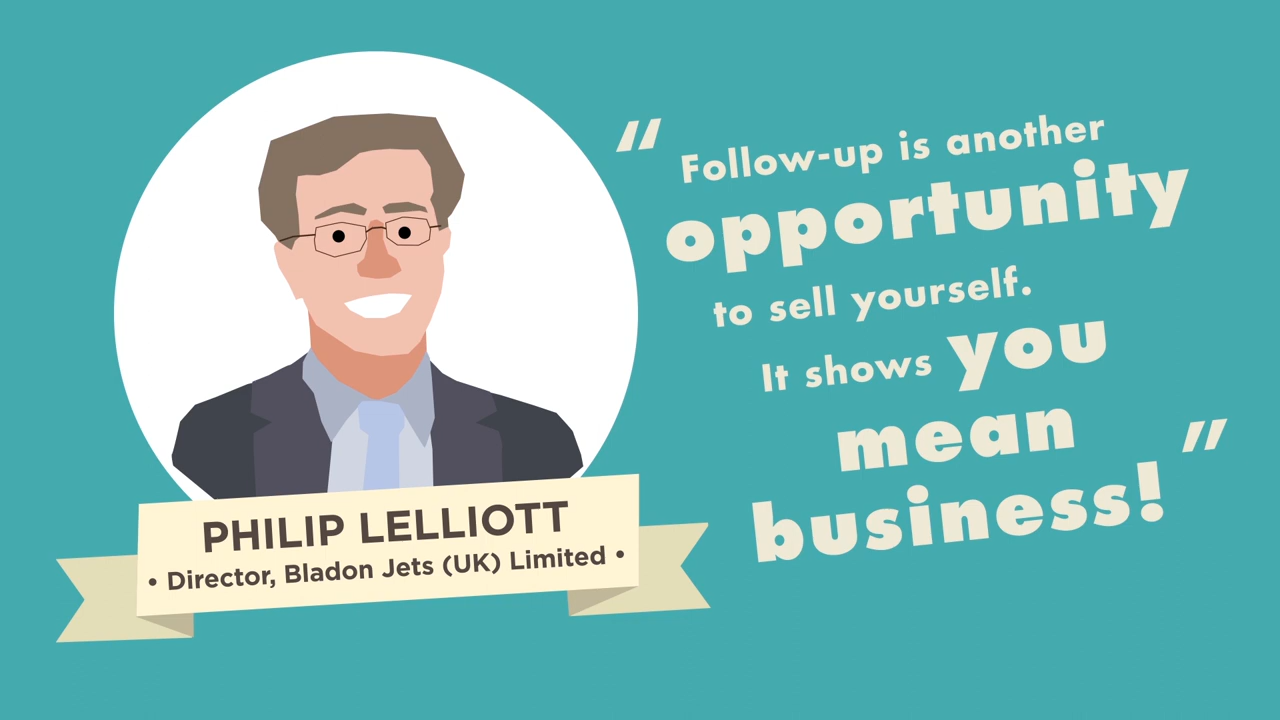 “Follow-up is another
opportunity
to sell yourself.
It shows you
mean
business!”
PHILIP LELLIOTT
• Director, Bladon Jets (UK) Limited •